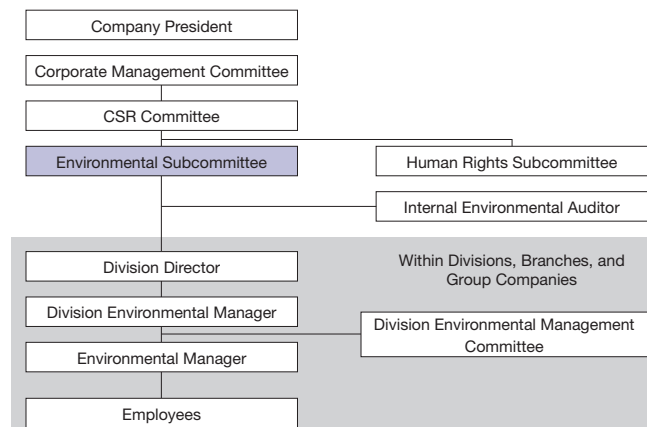 Company President
Corporate Management Committee
CSR Committee
Environmental Subcommittee
Human Rights Subcommittee
Internal Environmental Auditor
Division Director
Within Divisions, Branches, and
Group Companies
Division Environmental Manager
Division Environmental Management
Committee
Environmental Manager
Employees